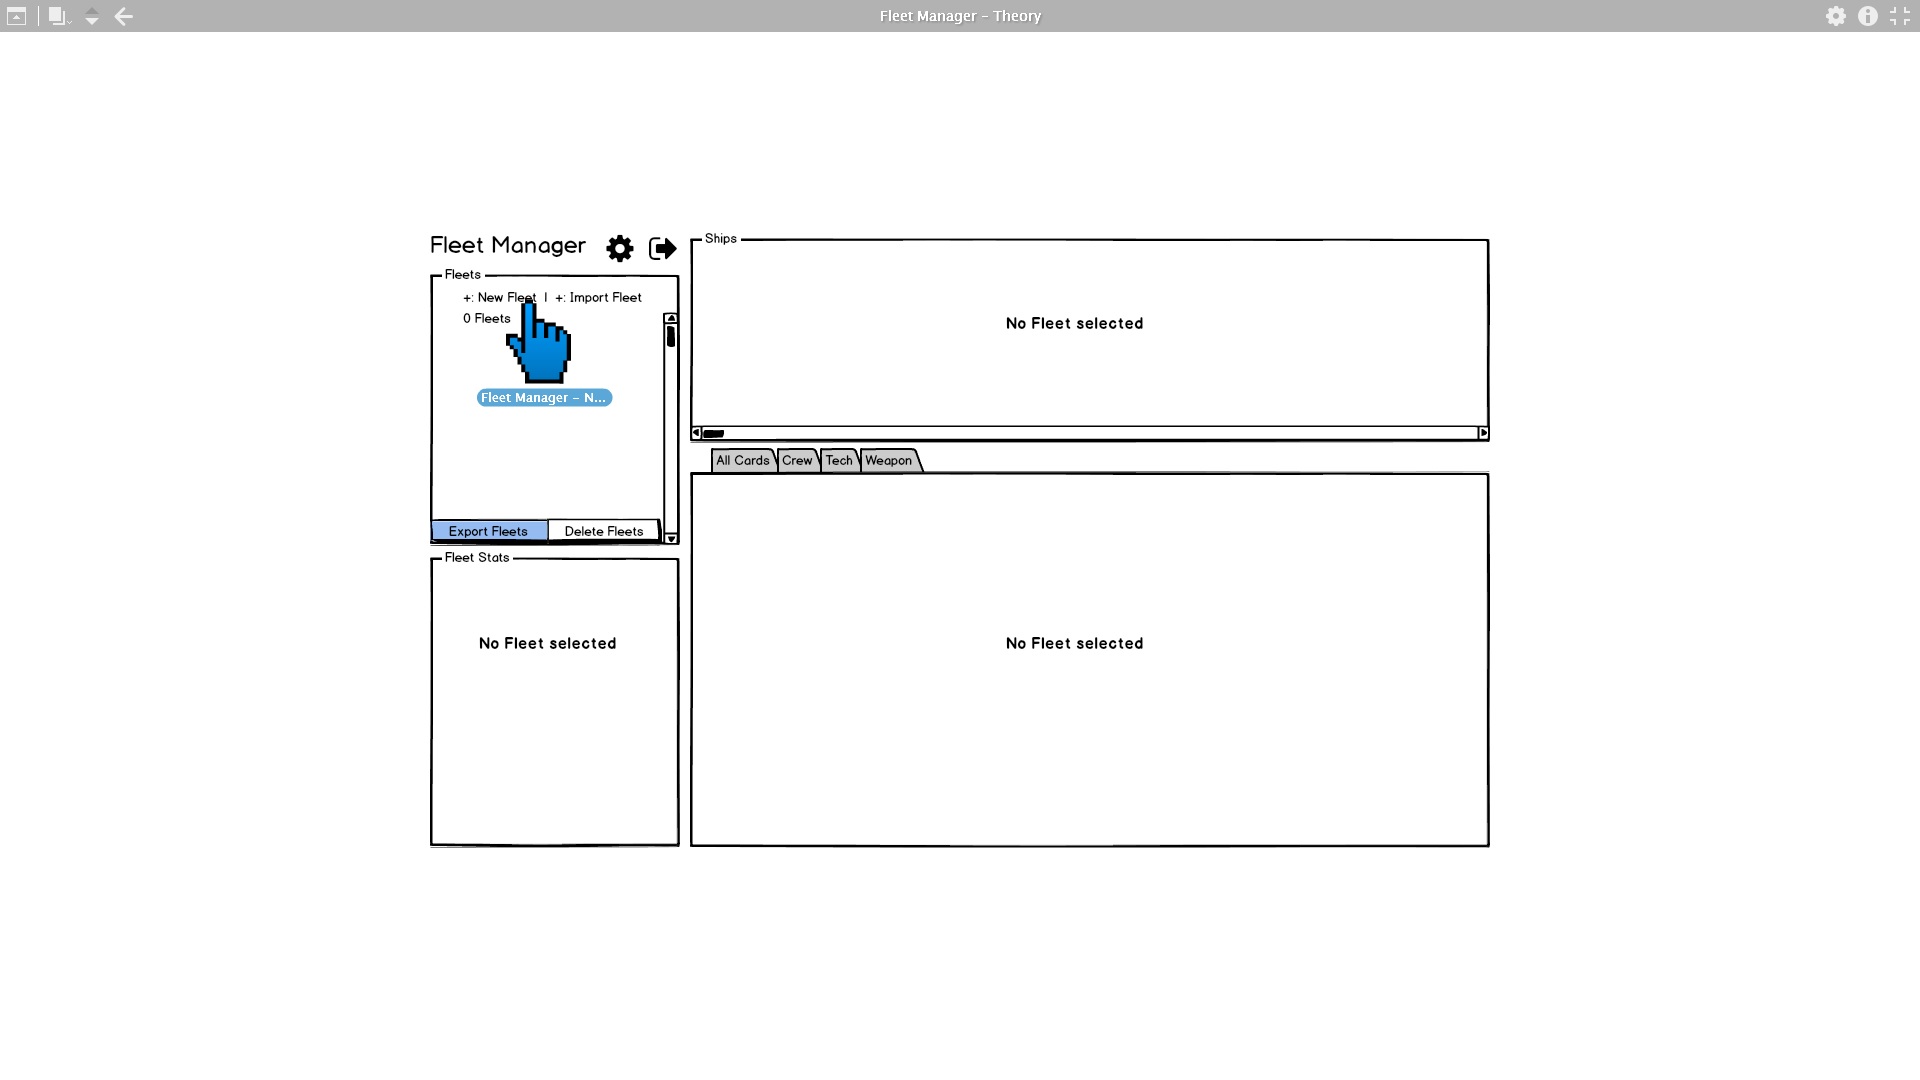 Fleet Manager - Theory
Fleet Manager
Fleets
+: New Fleet | +: Import Fleet
0 Fleets
Fleet Manager - N...
Export Fleets
Delete Fleets
Fleet Stats
No Fleet selected
Ships
No Fleet selected
All Cards
Crew
Tech
Weapon
No Fleet selected